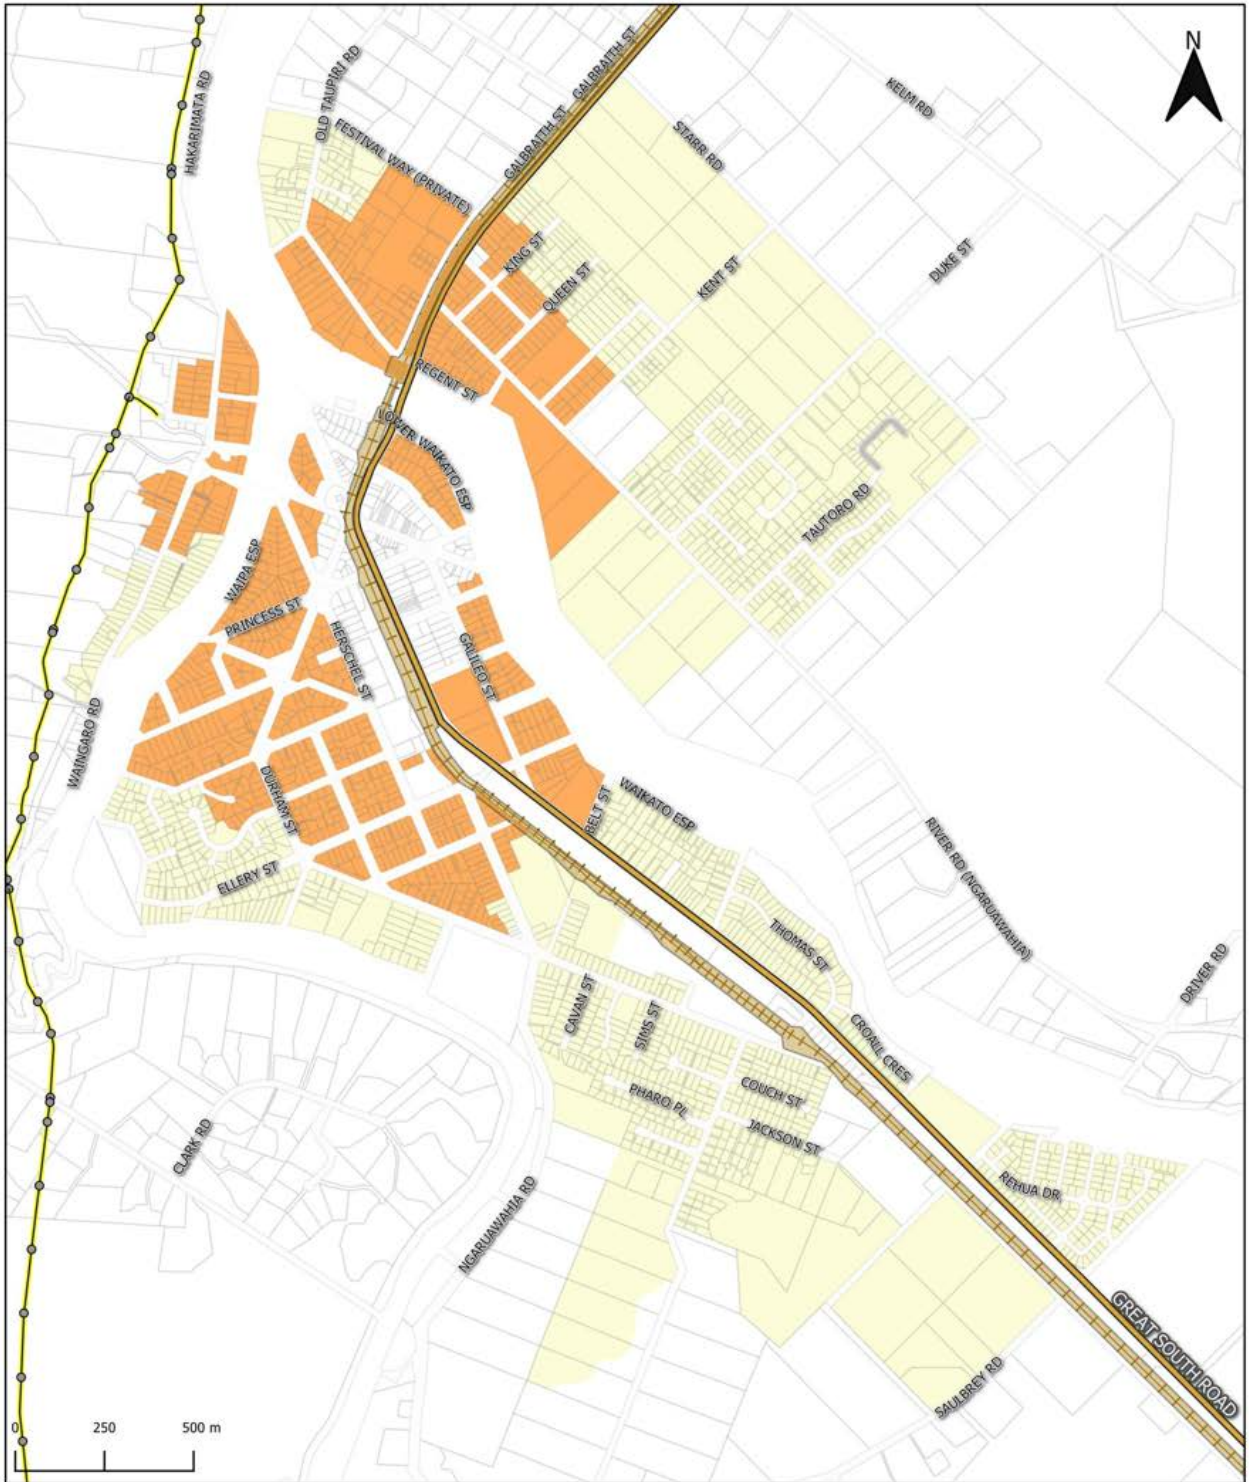 N
HAKARIMATA RD
OLD TAUPIRI RD
GALBRAITH ST
GALBRAITH ST
KELM RD
FESTIVAL WAY (PRIVATE)
STARR RD
KING ST
QUEEN ST
KENT ST
DUKE ST
REGENT ST
LOWER WAIKATO ESP
TAUTORO RD
WAIPA ESP
PRINCESS ST
HERSCHEL ST
GALILEO ST
WAINGARO RD
DURHAM ST
BELT ST
WAIKATO ESP
ELLERY ST
RIVER RD (NGARUAWAHIA)
THOMAS ST
DRIVER RD
CAVAN ST
SIMS ST
CROALL CRES
COUCH ST
PHARO PL
JACKSON ST
CLARK RD
REHUA DR
NGARUAWAHIA RD
GREAT SOUTH ROAD
SAULBREY RD
0 250 500 m